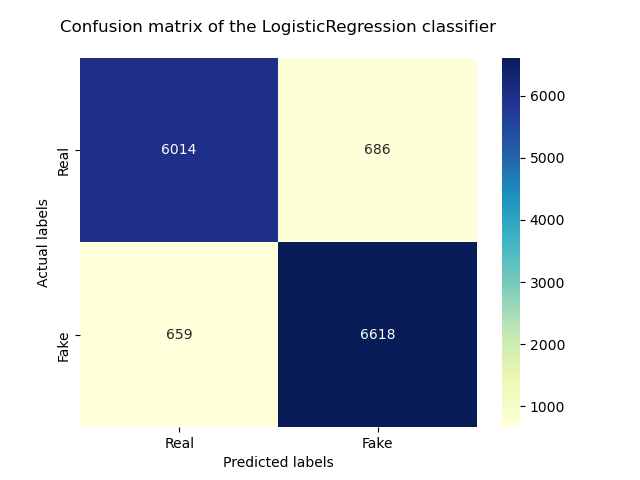 Confusion matrix of the LogisticRegression classifier
Actual labels
Real
Fake
6014
686
659
6618
Real
Fake
Predicted labels
6000
5000
4000
3000
2000
1000